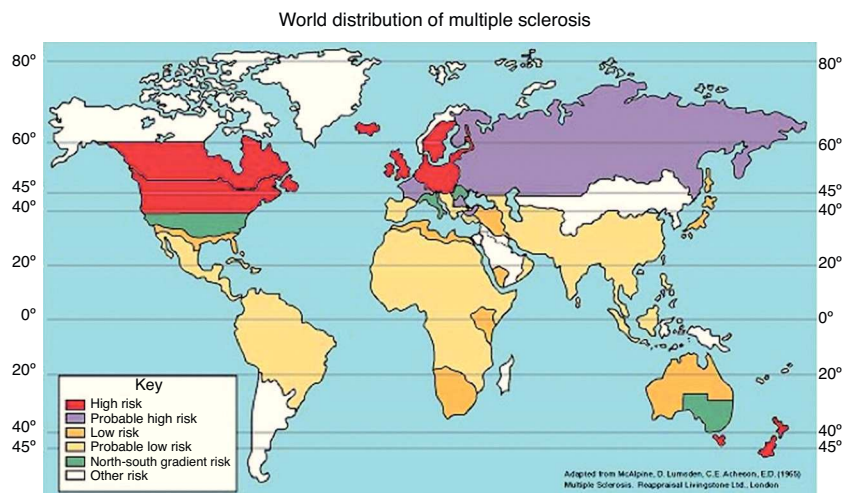 World distribution of multiple sclerosis
80º
80º
60º
60º
45º
45º
40º
40º
20º
20º
0º
0º
20º
20º
40º
40º
45º
45º
Key
High risk
Probable high risk
Low risk
Probable low risk
North-south gradient risk
Other risk
Adapted from McAlpine, D. Lumsden, C.E. Acheson, E.D. (1965)
Multiple Sclerosis. Reappraisal Livingstone Ltd., London